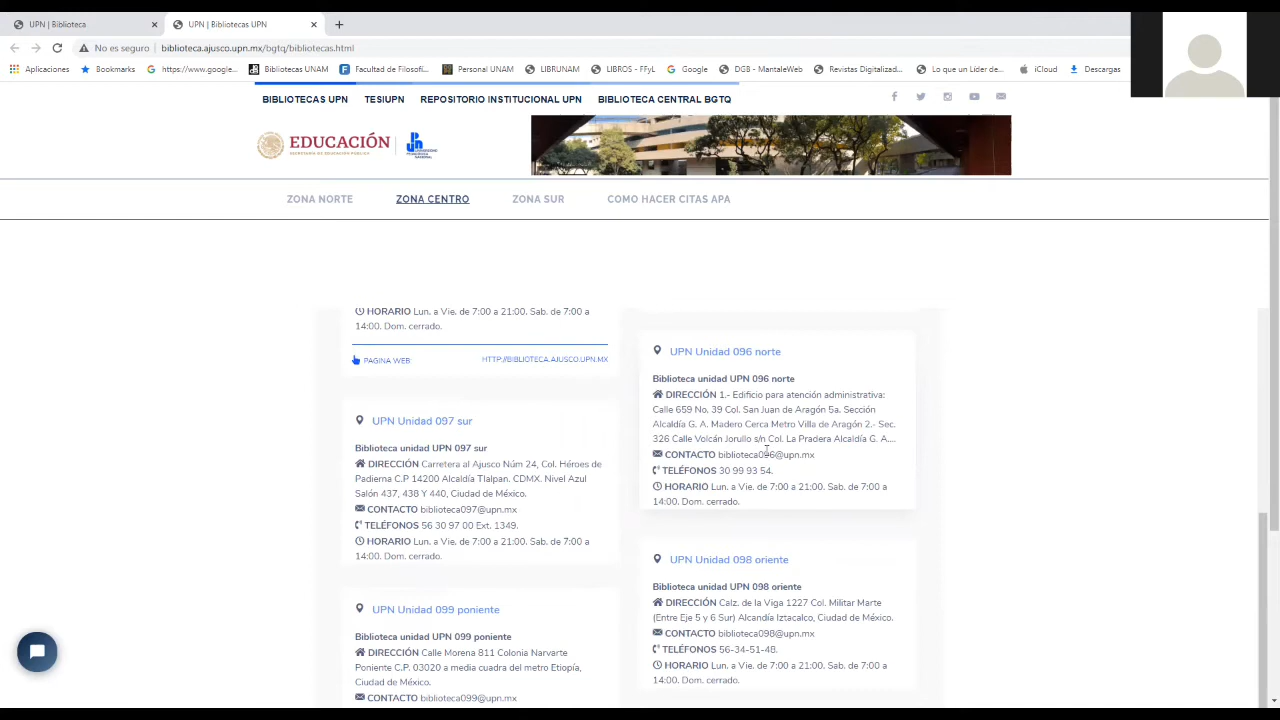 UPN | Biblioteca
UPN | Bibliotecas UPN
No es seguro | biblioteca.ajusco.upn.mx/bgtq/bibliotecas.html
Aplicaciones
Bookmarks
https://www.google...
Bibliotecas UNAM
Facultad de Filosofí...
Personal UNAM
LIBRUNAM
LIBROS - FFyL
Google
DGB - MantaleWeb
Revistas Digitalizad...
Lo que un Líder de...
iCloud
Descargas
BIBLIOTECAS UPN
TESIUPN
REPOSITORIO INSTITUCIONAL UPN
BIBLIOTECA CENTRAL BGTQ
EDUCACIÓN
SECRETARÍA DE EDUCACIÓN PÚBLICA
UNIVERSIDAD
PEDAGÓGICA
NACIONAL
ZONA NORTE
ZONA CENTRO
ZONA SUR
COMO HACER CITAS APA
HORARIO Lun. a Vie. de 7:00 a 21:00. Sab. de 7:00 a
14:00. Dom. cerrado.
PAGINA WEB:
HTTP://BIBLIOTECA.AJUSCO.UPN.MX
UPN Unidad 097 sur
Biblioteca unidad UPN 097 sur
DIRECCIÓN Carretera al Ajusco Núm 24, Col. Héroes de
Padierna C.P 14200 Alcaldía Tlalpan. CDMX. Nivel Azul
Salón 437, 438 Y 440, Ciudad de México.
CONTACTO biblioteca097@upn.mx
TELÉFONOS 56 30 97 00 Ext. 1349.
HORARIO Lun. a Vie. de 7:00 a 21:00. Sab. de 7:00 a
14:00. Dom. cerrado.
UPN Unidad 099 poniente
Biblioteca unidad UPN 099 poniente
DIRECCIÓN Calle Morena 811 Colonia Narvarte
Poniente C.P. 03020 a media cuadra del metro Etiopía,
Ciudad de México.
CONTACTO biblioteca099@upn.mx
UPN Unidad 096 norte
Biblioteca unidad UPN 096 norte
DIRECCIÓN 1.- Edificio para atención administrativa:
Calle 659 No. 39 Col. San Juan de Aragón 5a. Sección
Alcaldía G. A. Madero Cerca Metro Villa de Aragón 2.- Sec.
326 Calle Volcán Jorullo s/n Col. La Pradera Alcaldía G. A....
CONTACTO biblioteca096@upn.mx
TELÉFONOS 30 99 93 54.
HORARIO Lun. a Vie. de 7:00 a 21:00. Sab. de 7:00 a
14:00. Dom. cerrado.
UPN Unidad 098 oriente
Biblioteca unidad UPN 098 oriente
DIRECCIÓN Calz. de la Viga 1227 Col. Militar Marte
(Entre Eje 5 y 6 Sur) Alcandía Iztacalco, Ciudad de México.
CONTACTO biblioteca098@upn.mx
TELÉFONOS 56-34-51-48.
HORARIO Lun. a Vie. de 7:00 a 21:00. Sab. de 7:00 a
14:00. Dom. cerrado.